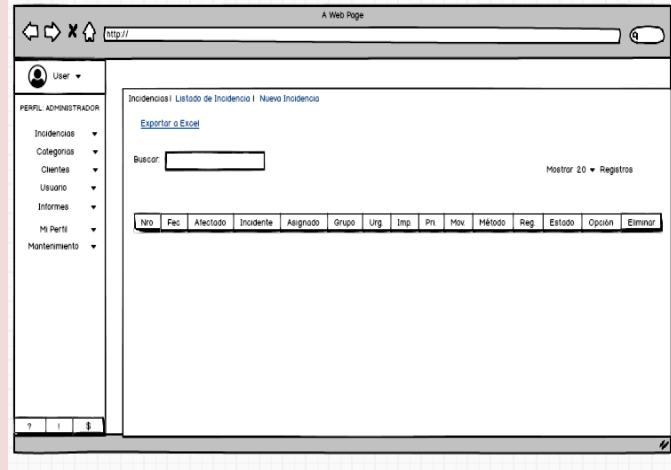 A Web Page
http://
User
PERFIL: ADMINISTRADOR
Incidencias
Categorias
Clientes
Usuario
Informes
Mi Perfil
Mantenimiento
? ! $
Incidencias| Listado de Incidencia | Nueva Incidencia
Exportar a Excel
Buscar:
Mostrar 20 Registros
Nro Fec Afectado Incidente Asignado Grupo Urg. Imp. Pri. Mov. Método Reg. Estado Opción Eliminar